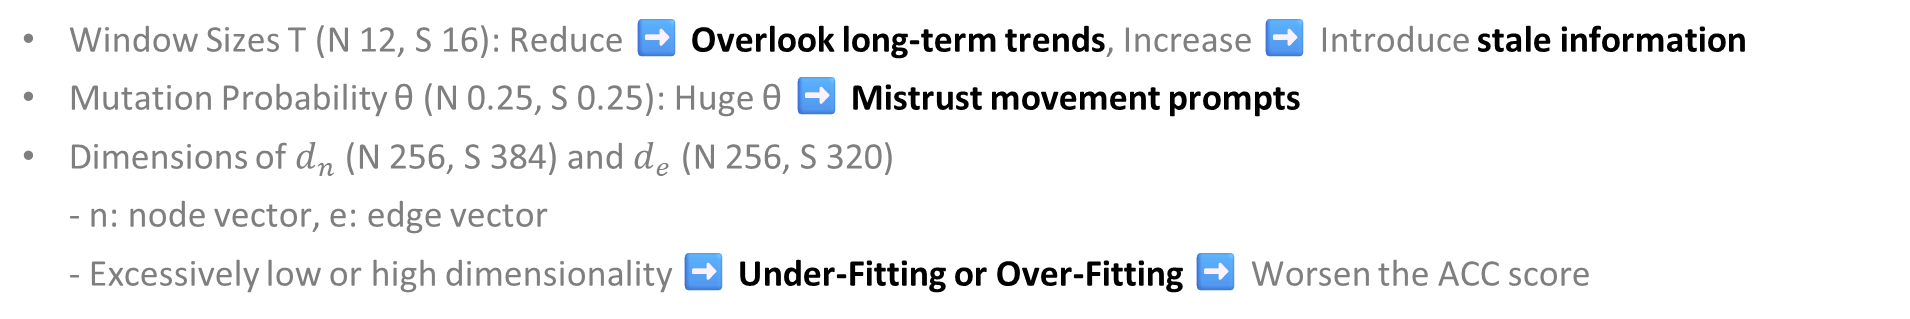 • Window Sizes T (N 12, S 16): Reduce ➡ Overlook long-term trends, Increase ➡ Introduce stale information
• Mutation Probability θ (N 0.25, S 0.25): Huge θ ➡ Mistrust movement prompts
• Dimensions of dₙ (N 256, S 384) and dₑ (N 256, S 320)
- n: node vector, e: edge vector
- Excessively low or high dimensionality ➡ Under-Fitting or Over-Fitting ➡ Worsen the ACC score